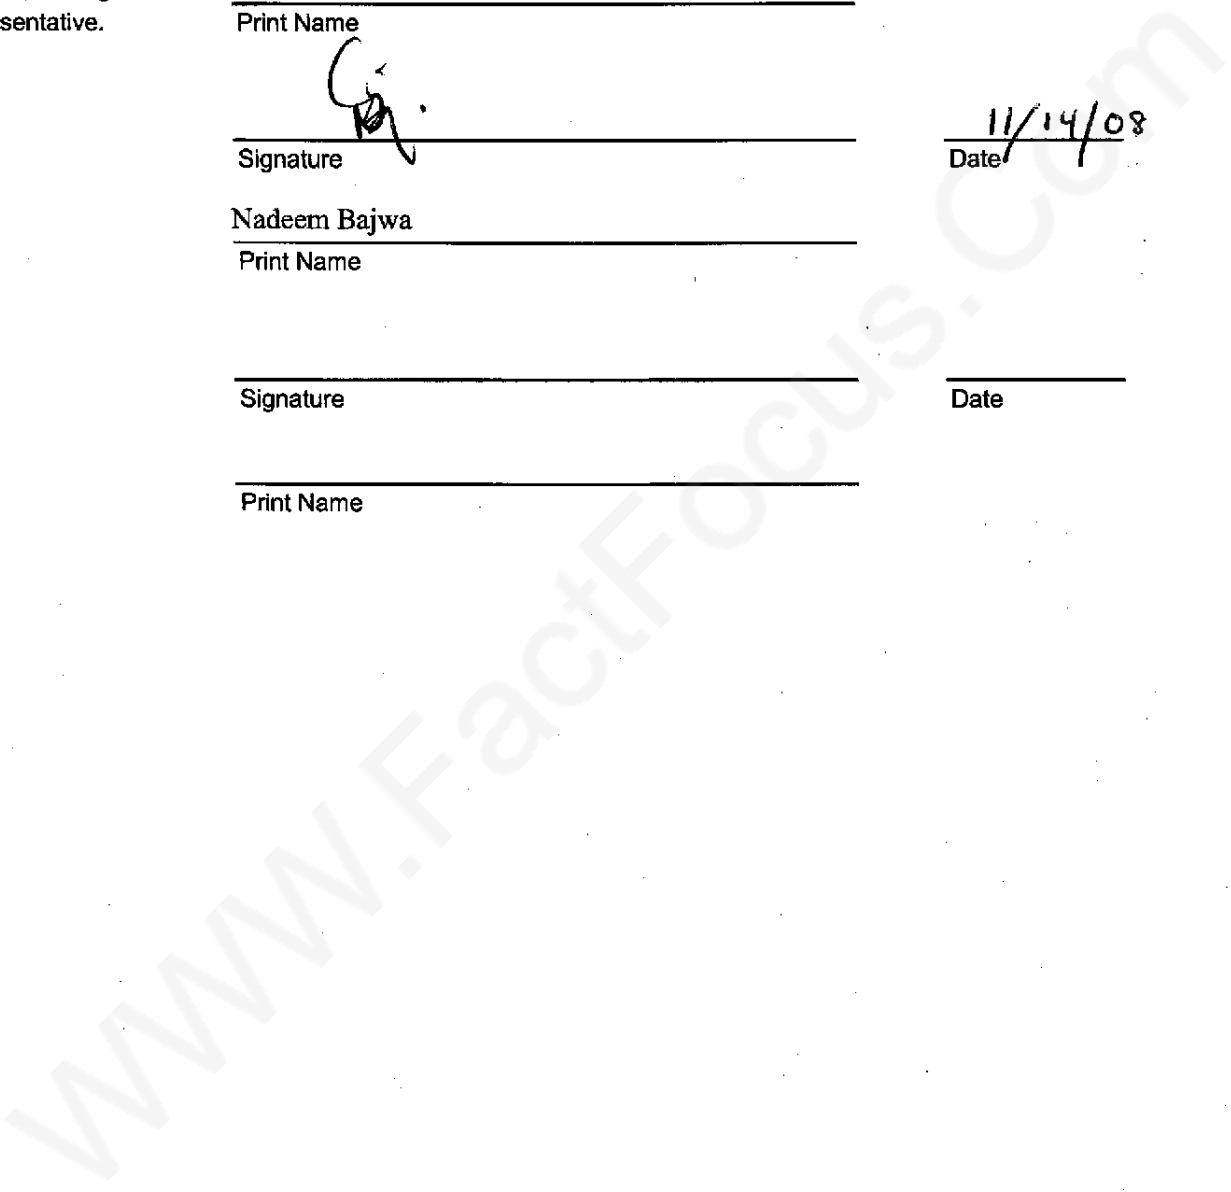 sentative.
Print Name
11/14/08
Signature
Date
Nadeem Bajwa
Print Name
Signature
Date
Print Name
www.FactFocus.Com